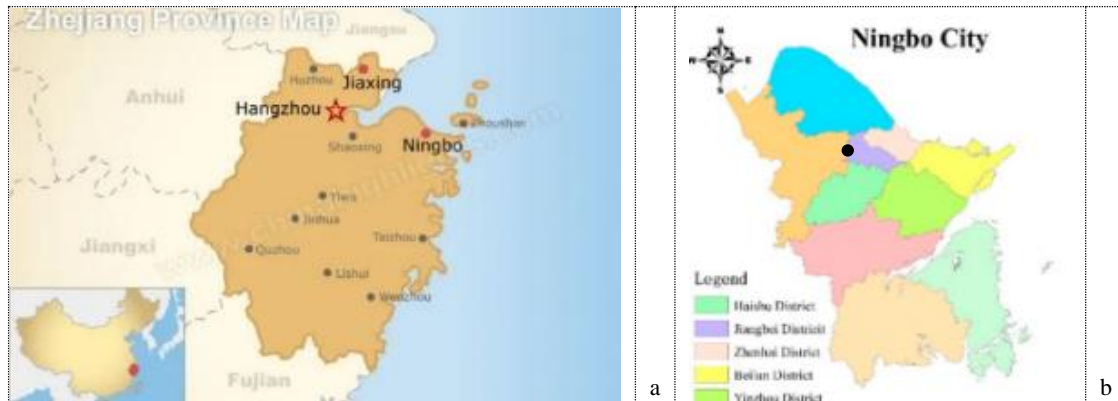 Zhejiang Province Map
Jiangsu
Anhui
Huzhou
Jiaxing
Hangzhou
Zhoushan
Shaoxing
Ningbo
Yiwu
Jinhua
Jiangxi
Taizhou
Quzhou
Lishui
Wenzhou
Fujian
a
Ningbo City
N
W
E
S
Legend
Haishu District
Jiangbei District
Zhenhai District
Beilun District
Yinzhou District
b